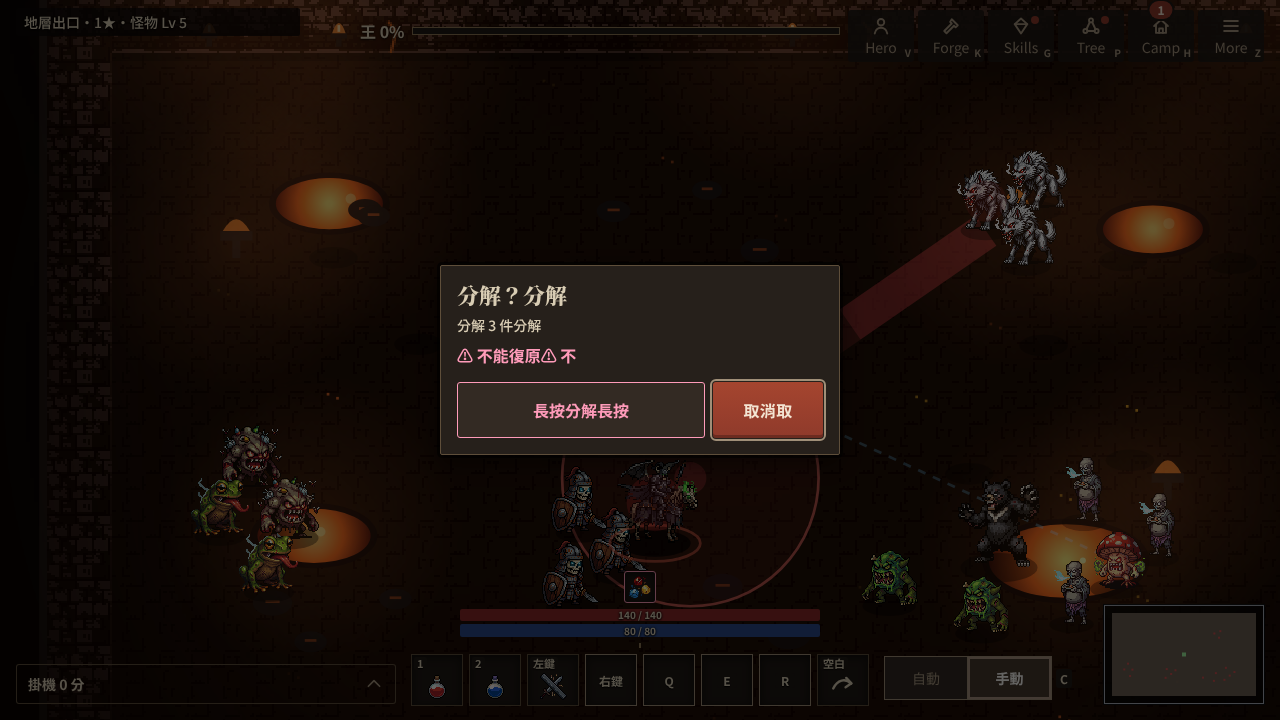 地層出口・1★・怪物 Lv 5
王 0%
Hero V
Forge K
Skills G
Tree P
1
Camp H
More Z
分解？分解
分解 3 件分解
⚠ 不能復原⚠ 不
長按分解長按
取消取
140 / 140
80 / 80
掛機 0 分
1
2
左鍵
右鍵
Q
E
R
空白
自動
手動
C